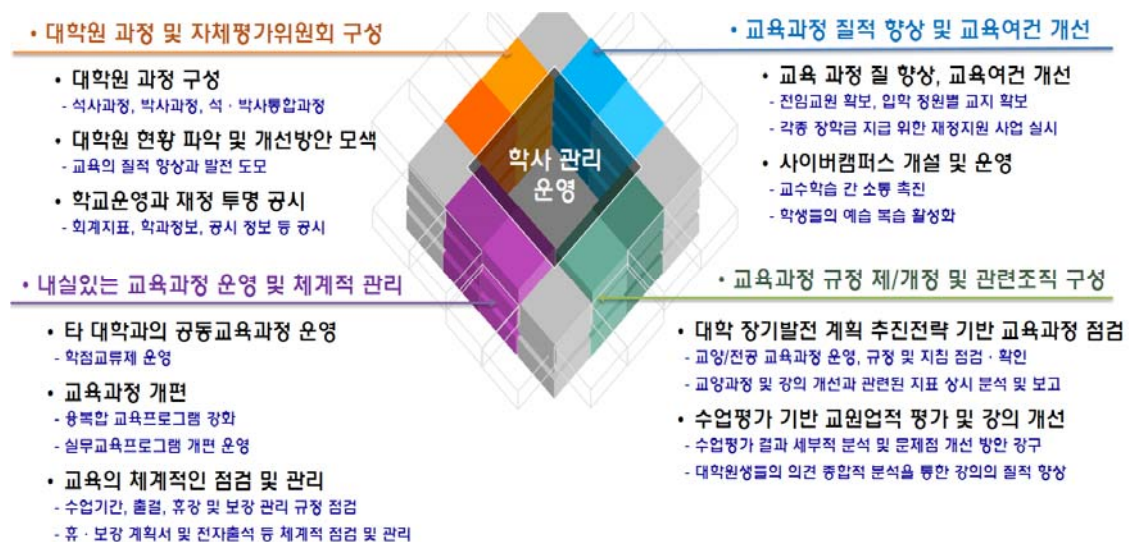 • 대학원 과정 및 자체평가위원회 구성
• 대학원 과정 구성
- 석사과정, 박사과정, 석 · 박사통합과정
• 대학원 현황 파악 및 개선방안 모색
- 교육의 질적 향상과 발전 도모
• 학교운영과 재정 투명 공시
- 회계지표, 학과정보, 공시 정보 등 공시
• 교육과정 질적 향상 및 교육여건 개선
• 교육 과정 질 향상, 교육여건 개선
- 전임교원 확보, 입학 정원별 교지 확보
- 각종 장학금 지급 위한 재정지원 사업 실시
• 사이버캠퍼스 개설 및 운영
- 교수학습 간 소통 촉진
- 학생들의 예습 복습 활성화
학사 관리
운영
• 내실있는 교육과정 운영 및 체계적 관리
• 타 대학과의 공동교육과정 운영
- 학점교류제 운영
• 교육과정 개편
- 융복합 교육프로그램 강화
- 실무교육프로그램 개편 운영
• 교육의 체계적인 점검 및 관리
- 수업기간, 출결, 휴강 및 보강 관리 규정 점검
- 휴 · 보강 계획서 및 전자출석 등 체계적 점검 및 관리
• 교육과정 규정 제/개정 및 관련조직 구성
• 대학 장기발전 계획 추진전략 기반 교육과정 점검
- 교양/전공 교육과정 운영, 규정 및 지침 점검 · 확인
- 교양과정 및 강의 개선과 관련된 지표 상시 분석 및 보고
• 수업평가 기반 교원업적 평가 및 강의 개선
- 수업평가 결과 세부적 분석 및 문제점 개선 방안 강구
- 대학원생들의 의견 종합적 분석을 통한 강의의 질적 향상